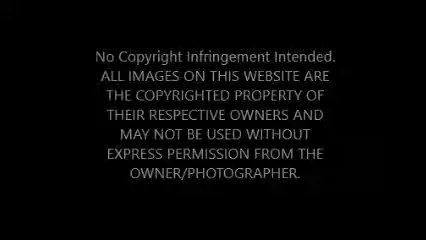 No Copyright Infringement Intended.
ALL IMAGES ON THIS WEBSITE ARE
THE COPYRIGHTED PROPERTY OF
THEIR RESPECTIVE OWNERS AND
MAY NOT BE USED WITHOUT
EXPRESS PERMISSION FROM THE
OWNER/PHOTOGRAPHER.